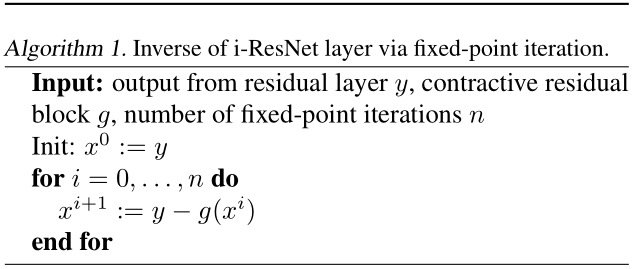 Algorithm 1. Inverse of i-ResNet layer via fixed-point iteration.
Input: output from residual layer y, contractive residual
block g, number of fixed-point iterations n
Init: x^0 := y
for i = 0, . . . , n do
x^{i+1} := y − g(x^i)
end for